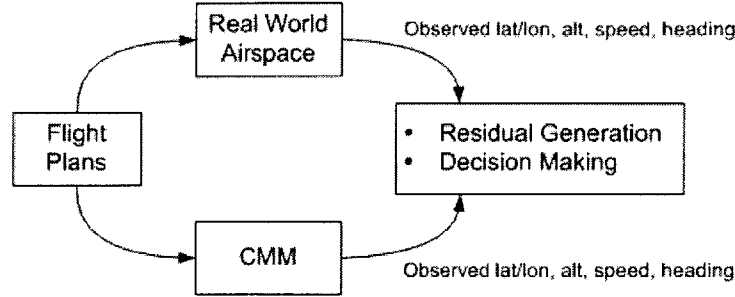 Real World
Airspace
Observed lat/lon, alt, speed, heading
Flight
Plans
• Residual Generation
• Decision Making
CMM
Observed lat/lon, alt, speed, heading